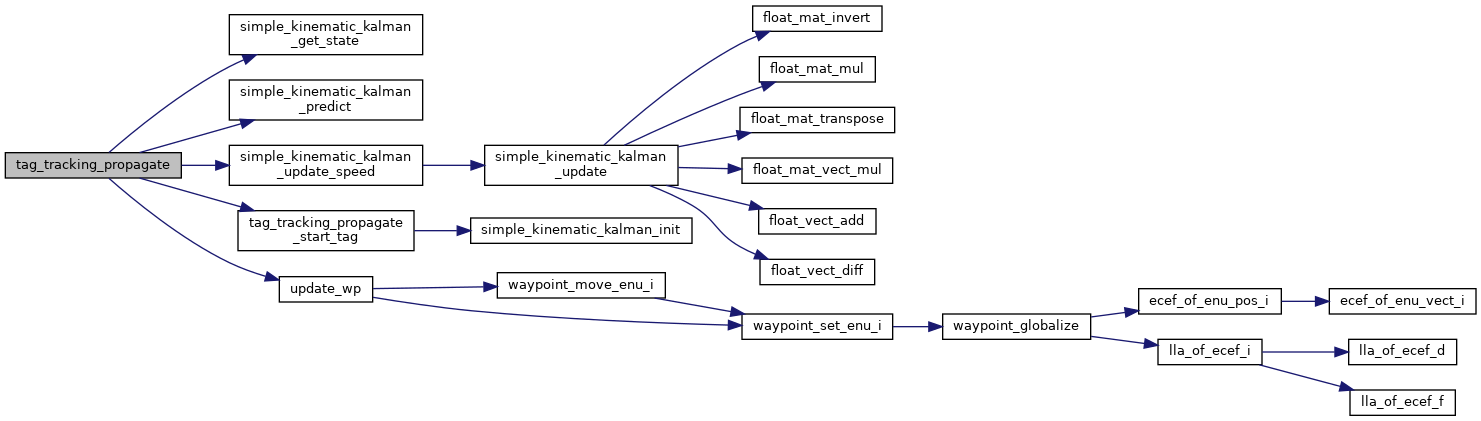 tag_tracking_propagate
simple_kinematic_kalman
_get_state
simple_kinematic_kalman
_predict
simple_kinematic_kalman
_update_speed
tag_tracking_propagate
_start_tag
update_wp
simple_kinematic_kalman
_update
simple_kinematic_kalman_init
waypoint_move_enu_i
float_mat_invert
float_mat_mul
float_mat_transpose
float_mat_vect_mul
float_vect_add
float_vect_diff
waypoint_set_enu_i
waypoint_globalize
ecef_of_enu_pos_i
lla_of_ecef_i
ecef_of_enu_vect_i
lla_of_ecef_d
lla_of_ecef_f